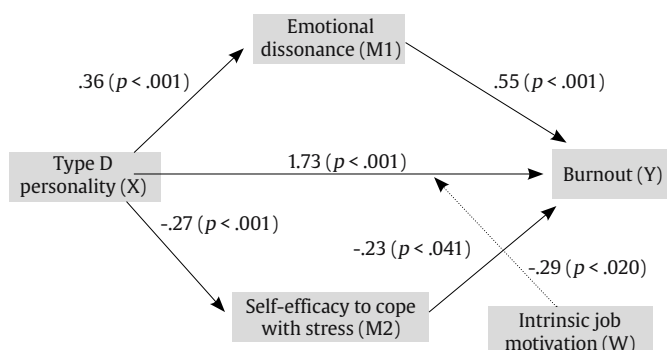 Emotional
dissonance (M1)
.36 (p < .001)
.55 (p < .001)
Type D
personality (X)
1.73 (p < .001)
Burnout (Y)
-.27 (p < .001)
-.23 (p < .041)
-.29 (p < .020)
Self-efficacy to cope
with stress (M2)
Intrinsic job
motivation (W)